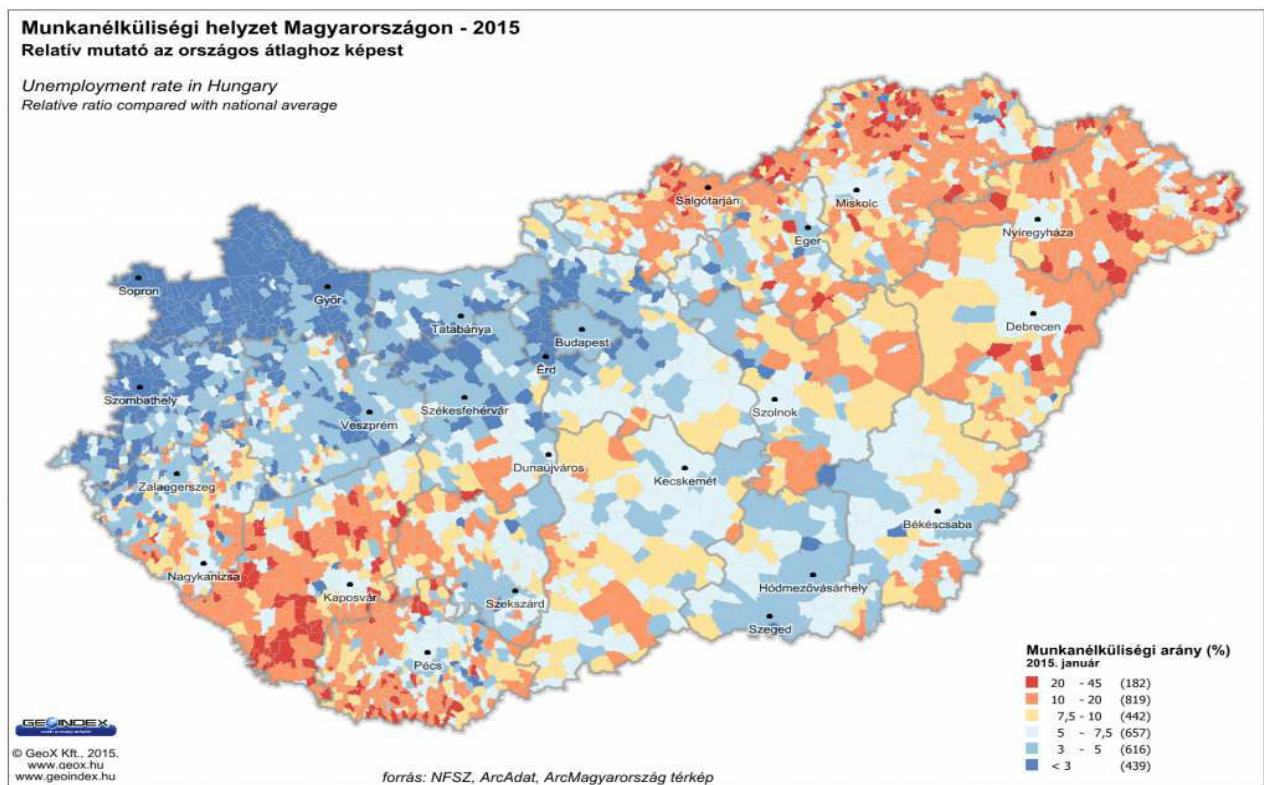 Munkanélküliségi helyzet Magyarországon - 2015
Relatív mutató az országos átlaghoz képest
Unemployment rate in Hungary
Relative ratio compared with national average
Salgótarján
Miskolc
Eger
Nyíregyháza
Sopron
Győr
Tatabánya
Budapest
Debrecen
Érd
Szombathely
Veszprém
Székesfehérvár
Szolnok
Zalaegerszeg
Dunaújváros
Kecskemét
Békéscsaba
Nagykanizsa
Kaposvár
Szekszárd
Hódmezővásárhely
Szeged
Pécs
Munkanélküliségi arány (%)
2015. január
20 - 45 (182)
10 - 20 (819)
7,5 - 10 (442)
5 - 7,5 (657)
3 - 5 (616)
< 3 (439)
GEOINDEX
© GeoX Kft., 2015.
www.geox.hu
www.geoindex.hu
forrás: NFSZ, ArcAdat, ArcMagyarország térkép